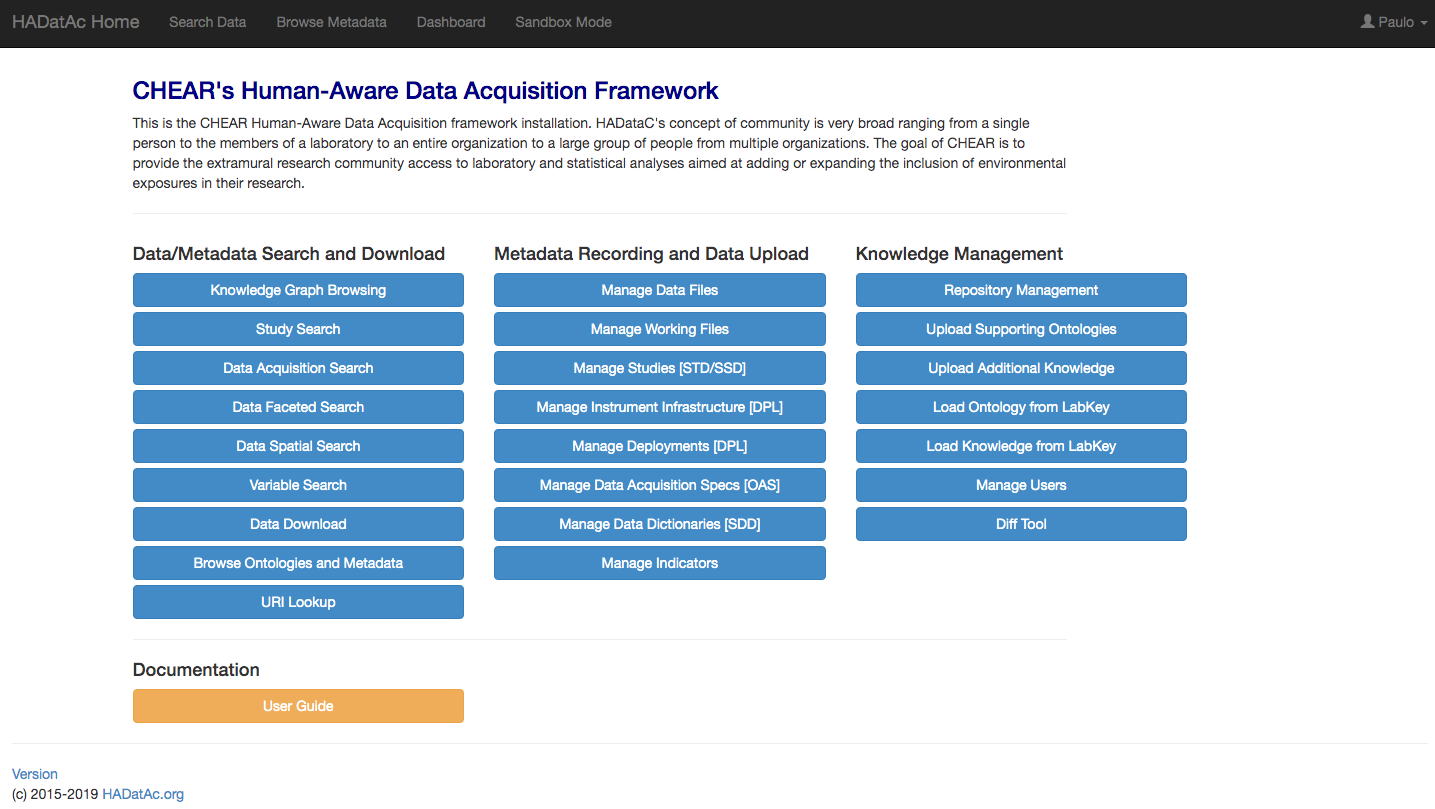 HADatAc Home Search Data Browse Metadata Dashboard Sandbox Mode Paulo
CHEAR's Human-Aware Data Acquisition Framework
This is the CHEAR Human-Aware Data Acquisition framework installation. HADataC's concept of community is very broad ranging from a single
person to the members of a laboratory to an entire organization to a large group of people from multiple organizations. The goal of CHEAR is to
provide the extramural research community access to laboratory and statistical analyses aimed at adding or expanding the inclusion of environmental
exposures in their research.
Data/Metadata Search and Download
Knowledge Graph Browsing
Study Search
Data Acquisition Search
Data Faceted Search
Data Spatial Search
Variable Search
Data Download
Browse Ontologies and Metadata
URI Lookup
Metadata Recording and Data Upload
Manage Data Files
Manage Working Files
Manage Studies [STD/SSD]
Manage Instrument Infrastructure [DPL]
Manage Deployments [DPL]
Manage Data Acquisition Specs [OAS]
Manage Data Dictionaries [SDD]
Manage Indicators
Knowledge Management
Repository Management
Upload Supporting Ontologies
Upload Additional Knowledge
Load Ontology from LabKey
Load Knowledge from LabKey
Manage Users
Diff Tool
Documentation
User Guide
Version
(c) 2015-2019 HADatAc.org